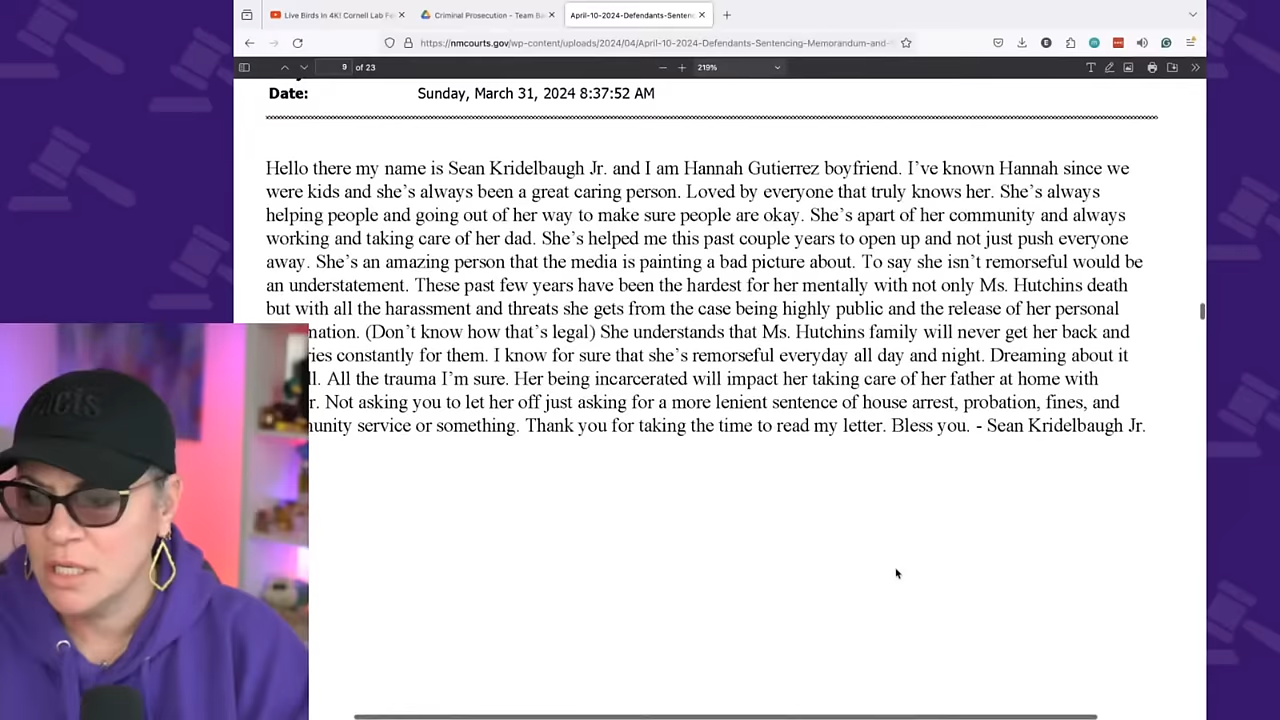 Live Birds In 4K! Cornell Lab Fe
Criminal Prosecution - Team Ba
April-10-2024-Defendants-Sentenc
https://nmcourts.gov/wp-content/uploads/2024/04/April-10-2024-Defendants-Sentencing-Memorandum-and-
9 of 23
219%
Date: Sunday, March 31, 2024 8:37:52 AM
Hello there my name is Sean Kridelbaugh Jr. and I am Hannah Gutierrez boyfriend. I’ve known Hannah since we
were kids and she’s always been a great caring person. Loved by everyone that truly knows her. She’s always
helping people and going out of her way to make sure people are okay. She’s apart of her community and always
working and taking care of her dad. She’s helped me this past couple years to open up and not just push everyone
away. She’s an amazing person that the media is painting a bad picture about. To say she isn’t remorseful would be
an understatement. These past few years have been the hardest for her mentally with not only Ms. Hutchins death
but with all the harassment and threats she gets from the case being highly public and the release of her personal
nation. (Don’t know how that’s legal) She understands that Ms. Hutchins family will never get her back and
ries constantly for them. I know for sure that she’s remorseful everyday all day and night. Dreaming about it
ll. All the trauma I’m sure. Her being incarcerated will impact her taking care of her father at home with
r. Not asking you to let her off just asking for a more lenient sentence of house arrest, probation, fines, and
unity service or something. Thank you for taking the time to read my letter. Bless you. - Sean Kridelbaugh Jr.